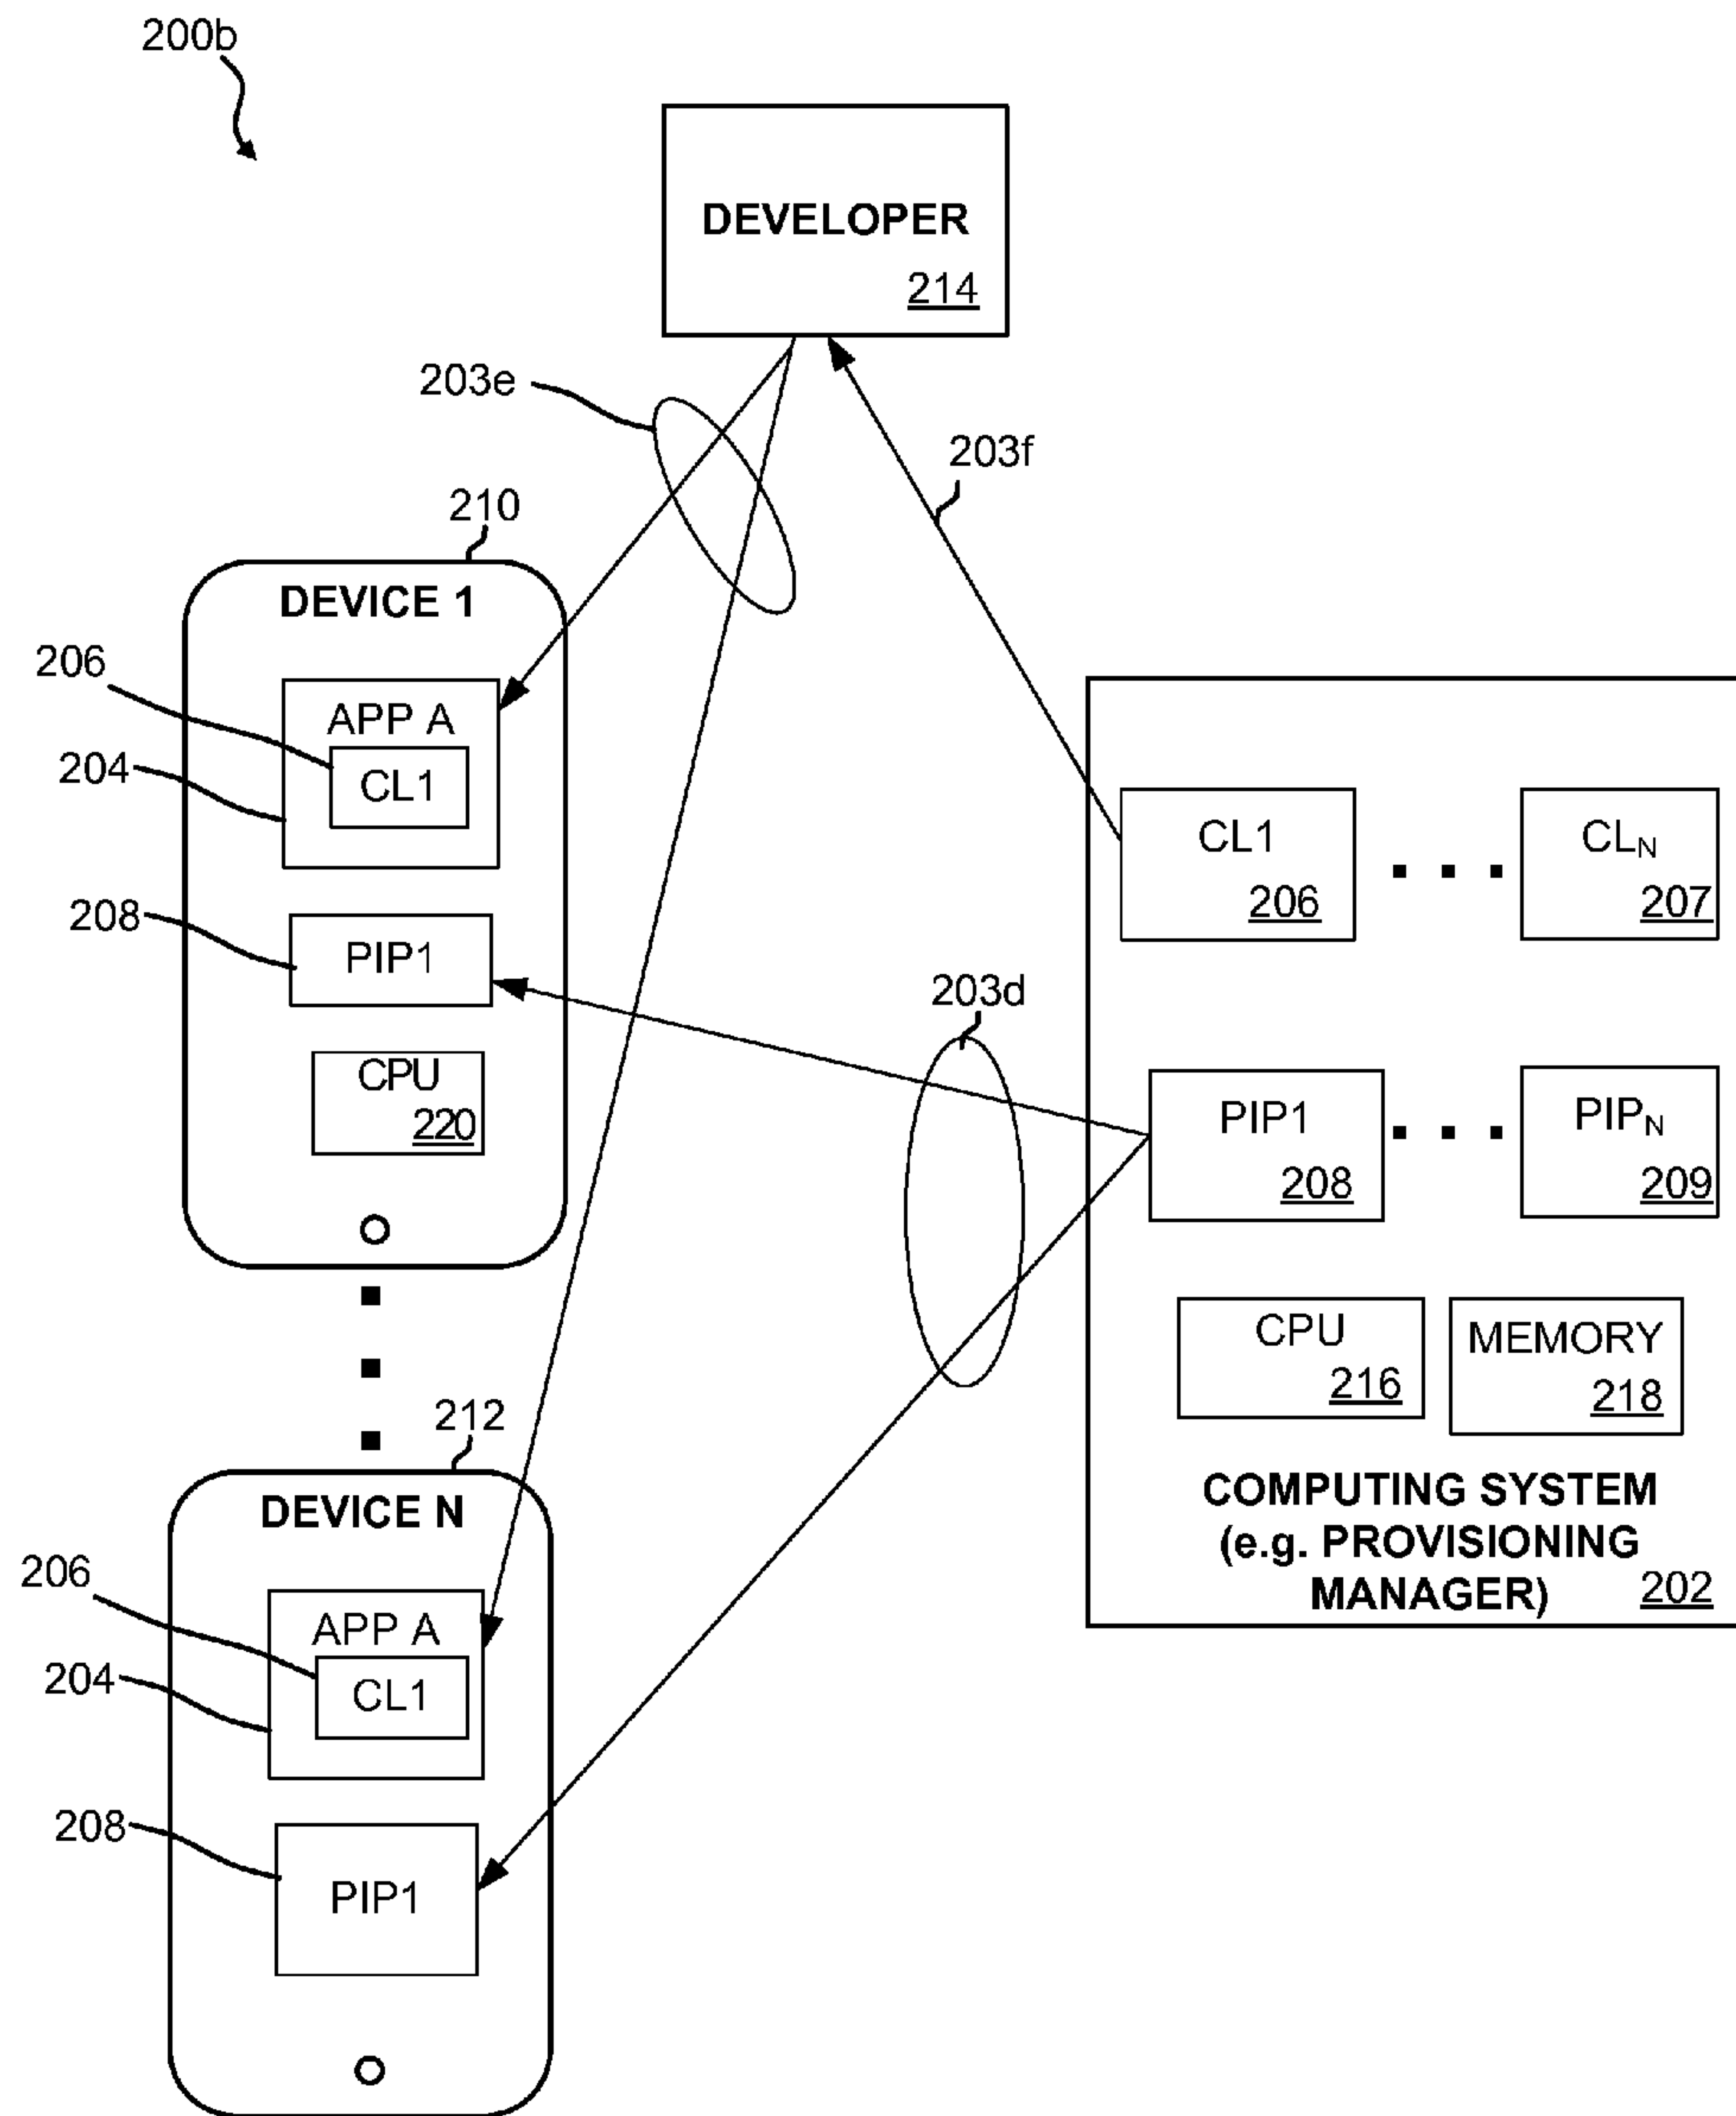 200b
DEVELOPER
214
203e
203f
210
DEVICE 1
206
APP A
204
CL1
CL1
206
CL_N
207
208
PIP1
203d
CPU
220
PIP1
208
PIP_N
209
CPU
216
MEMORY
218
212
COMPUTING SYSTEM
(e.g. PROVISIONING
MANAGER)
202
DEVICE N
206
APP A
204
CL1
208
PIP1